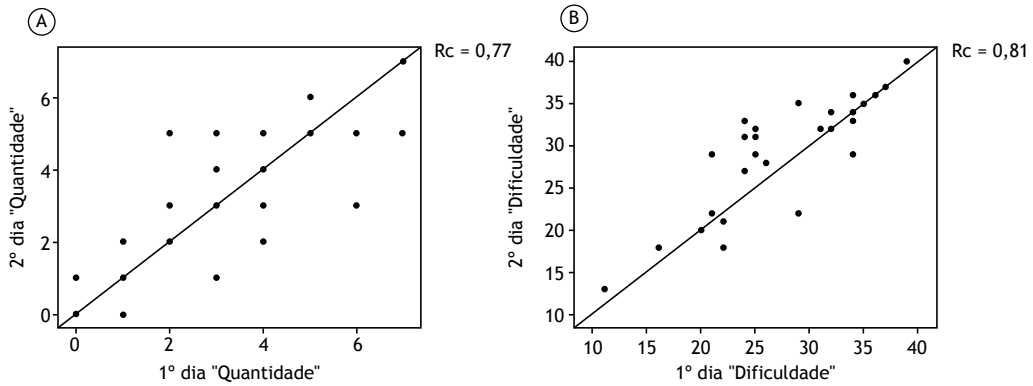 A
Rc = 0,77
6
4
2
0
0
2
4
6
2º dia "Quantidade"
1º dia "Quantidade"
B
Rc = 0,81
40
35
30
25
20
15
10
10
15
20
25
30
35
40
2º dia "Dificuldade"
1º dia "Dificuldade"